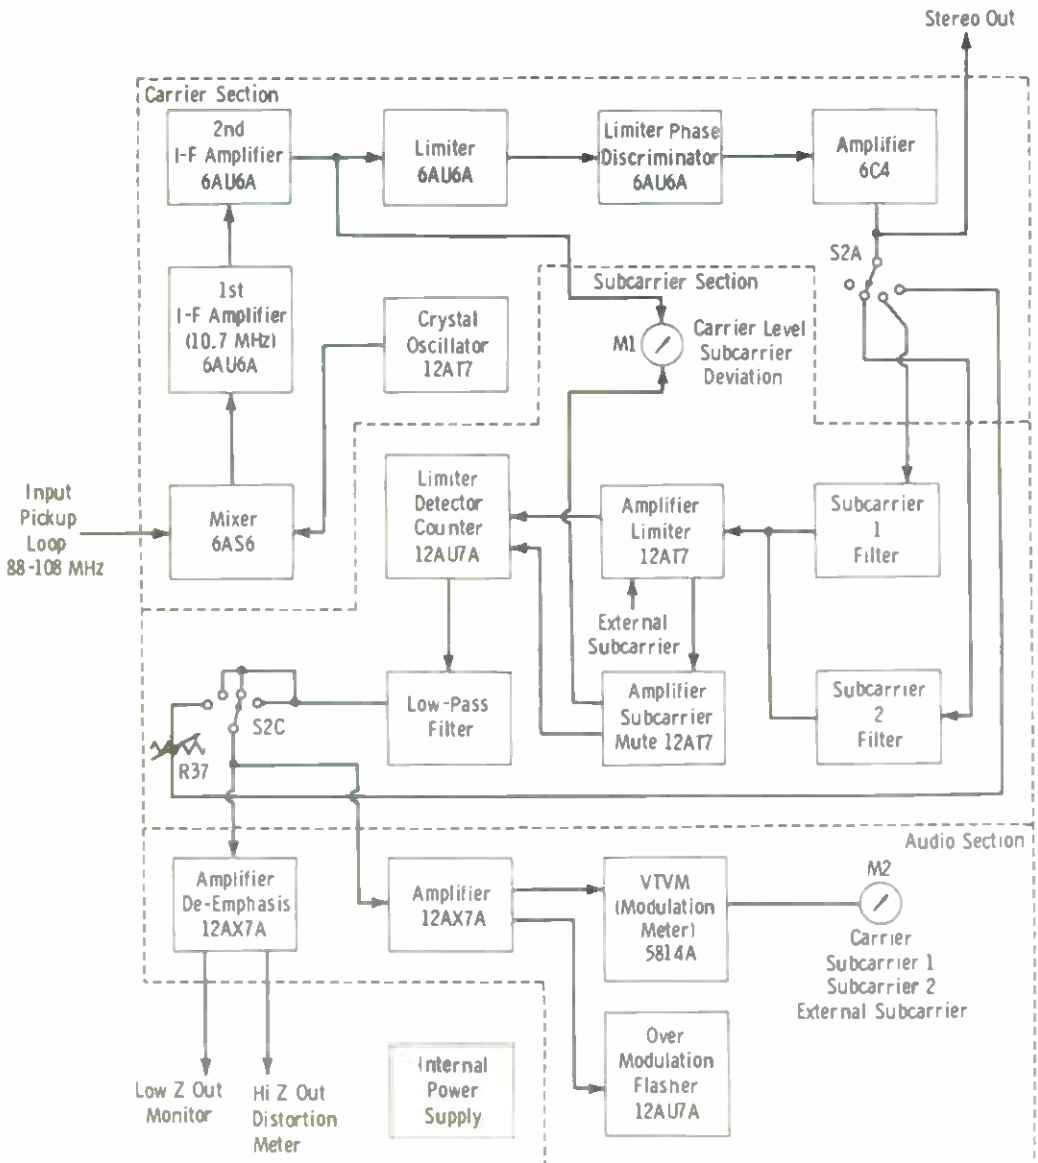 Stereo Out
Carrier Section
2nd
I-F Amplifier
6AU6A
Limiter
6AU6A
Limiter Phase
Discriminator
6AU6A
Amplifier
6C4
S2A
1st
I-F Amplifier
(10.7 MHz)
6AU6A
Crystal
Oscillator
12AT7
Subcarrier Section
M1
Carrier Level
Subcarrier
Deviation
Input
Pickup
Loop
88-108 MHz
Mixer
6AS6
Limiter
Detector
Counter
12AU7A
Amplifier
Limiter
12AT7
Subcarrier
1
Filter
External
Subcarrier
S2C
R37
Low-Pass
Filter
Amplifier
Subcarrier
Mute 12AT7
Subcarrier
2
Filter
Audio Section
Amplifier
De-Emphasis
12AX7A
Amplifier
12AX7A
VTVM
(Modulation
Meter)
5814A
M2
Carrier
Subcarrier 1
Subcarrier 2
External Subcarrier
Low Z Out
Monitor
Hi Z Out
Distortion
Meter
Internal
Power
Supply
Over
Modulation
Flasher
12AU7A